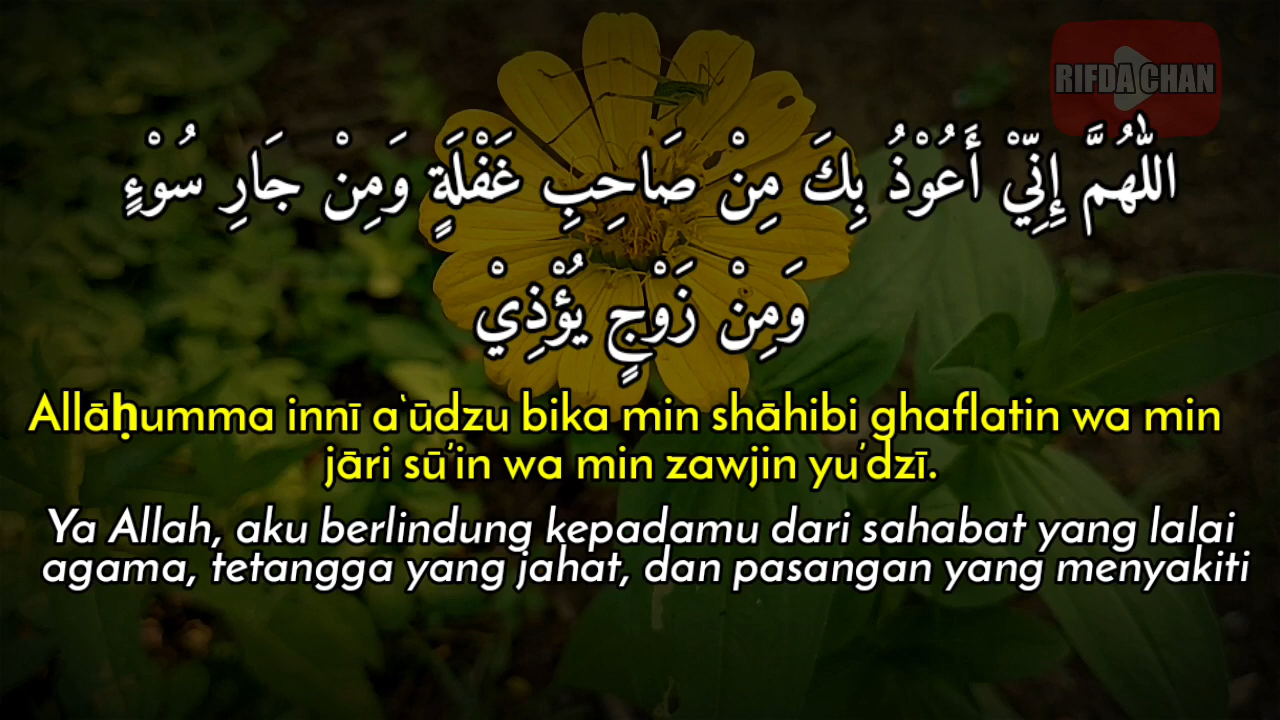 RIFDA CHAN
اللّٰهُمَّ إِنِّيْ أَعُوْذُ بِكَ مِنْ صَاحِبِ غَفْلَةٍ وَمِنْ جَارِ سُوْءٍ
وَمِنْ زَوْجٍ يُؤْذِيْ
Allāḥumma innī a‛ūdzu bika min shāhibi ghaflatin wa min
jāri sū'in wa min zawjin yu'dzī.
Ya Allah, aku berlindung kepadamu dari sahabat yang lalai
agama, tetangga yang jahat, dan pasangan yang menyakiti